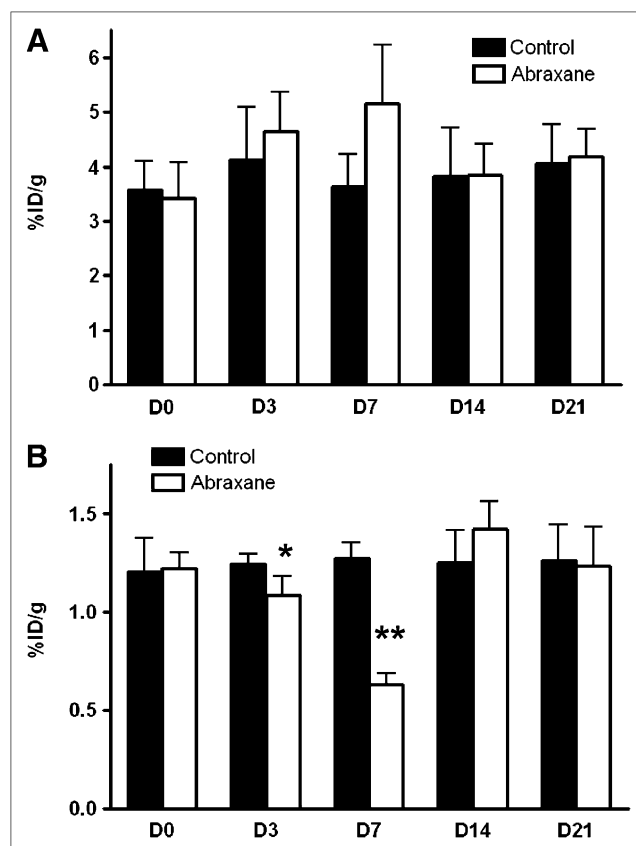 A
Control
Abraxane
%ID/g
6
5
4
3
2
1
0
D0 D3 D7 D14 D21
B
Control
Abraxane
%ID/g
1.5
1.0
0.5
0.0
*
**
D0 D3 D7 D14 D21